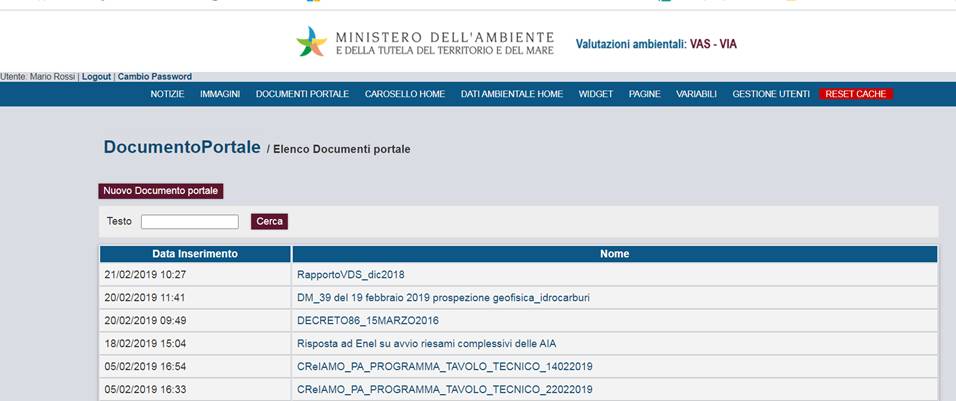 MINISTERO DELL'AMBIENTE
E DELLA TUTELA DEL TERRITORIO E DEL MARE
Valutazioni ambientali: VAS - VIA
Utente: Mario Rossi | Logout | Cambio Password
NOTIZIE IMMAGINI DOCUMENTI PORTALE CAROSELLO HOME DATI AMBIENTALE HOME WIDGET PAGINE VARIABILI GESTIONE UTENTI RESET CACHE
DocumentoPortale / Elenco Documenti portale
Nuovo Documento portale
Testo Cerca
Data Inserimento Nome
21/02/2019 10:27 RapportoVDS_dic2018
20/02/2019 11:41 DM_39 del 19 febbraio 2019 prospezione geofisica_idrocarburi
20/02/2019 09:49 DECRETO86_15MARZO2016
18/02/2019 15:04 Risposta ad Enel su avvio riesami complessivi delle AIA
05/02/2019 16:54 CReIAMO_PA_PROGRAMMA_TAVOLO_TECNICO_14022019
05/02/2019 16:33 CReIAMO_PA_PROGRAMMA_TAVOLO_TECNICO_22022019